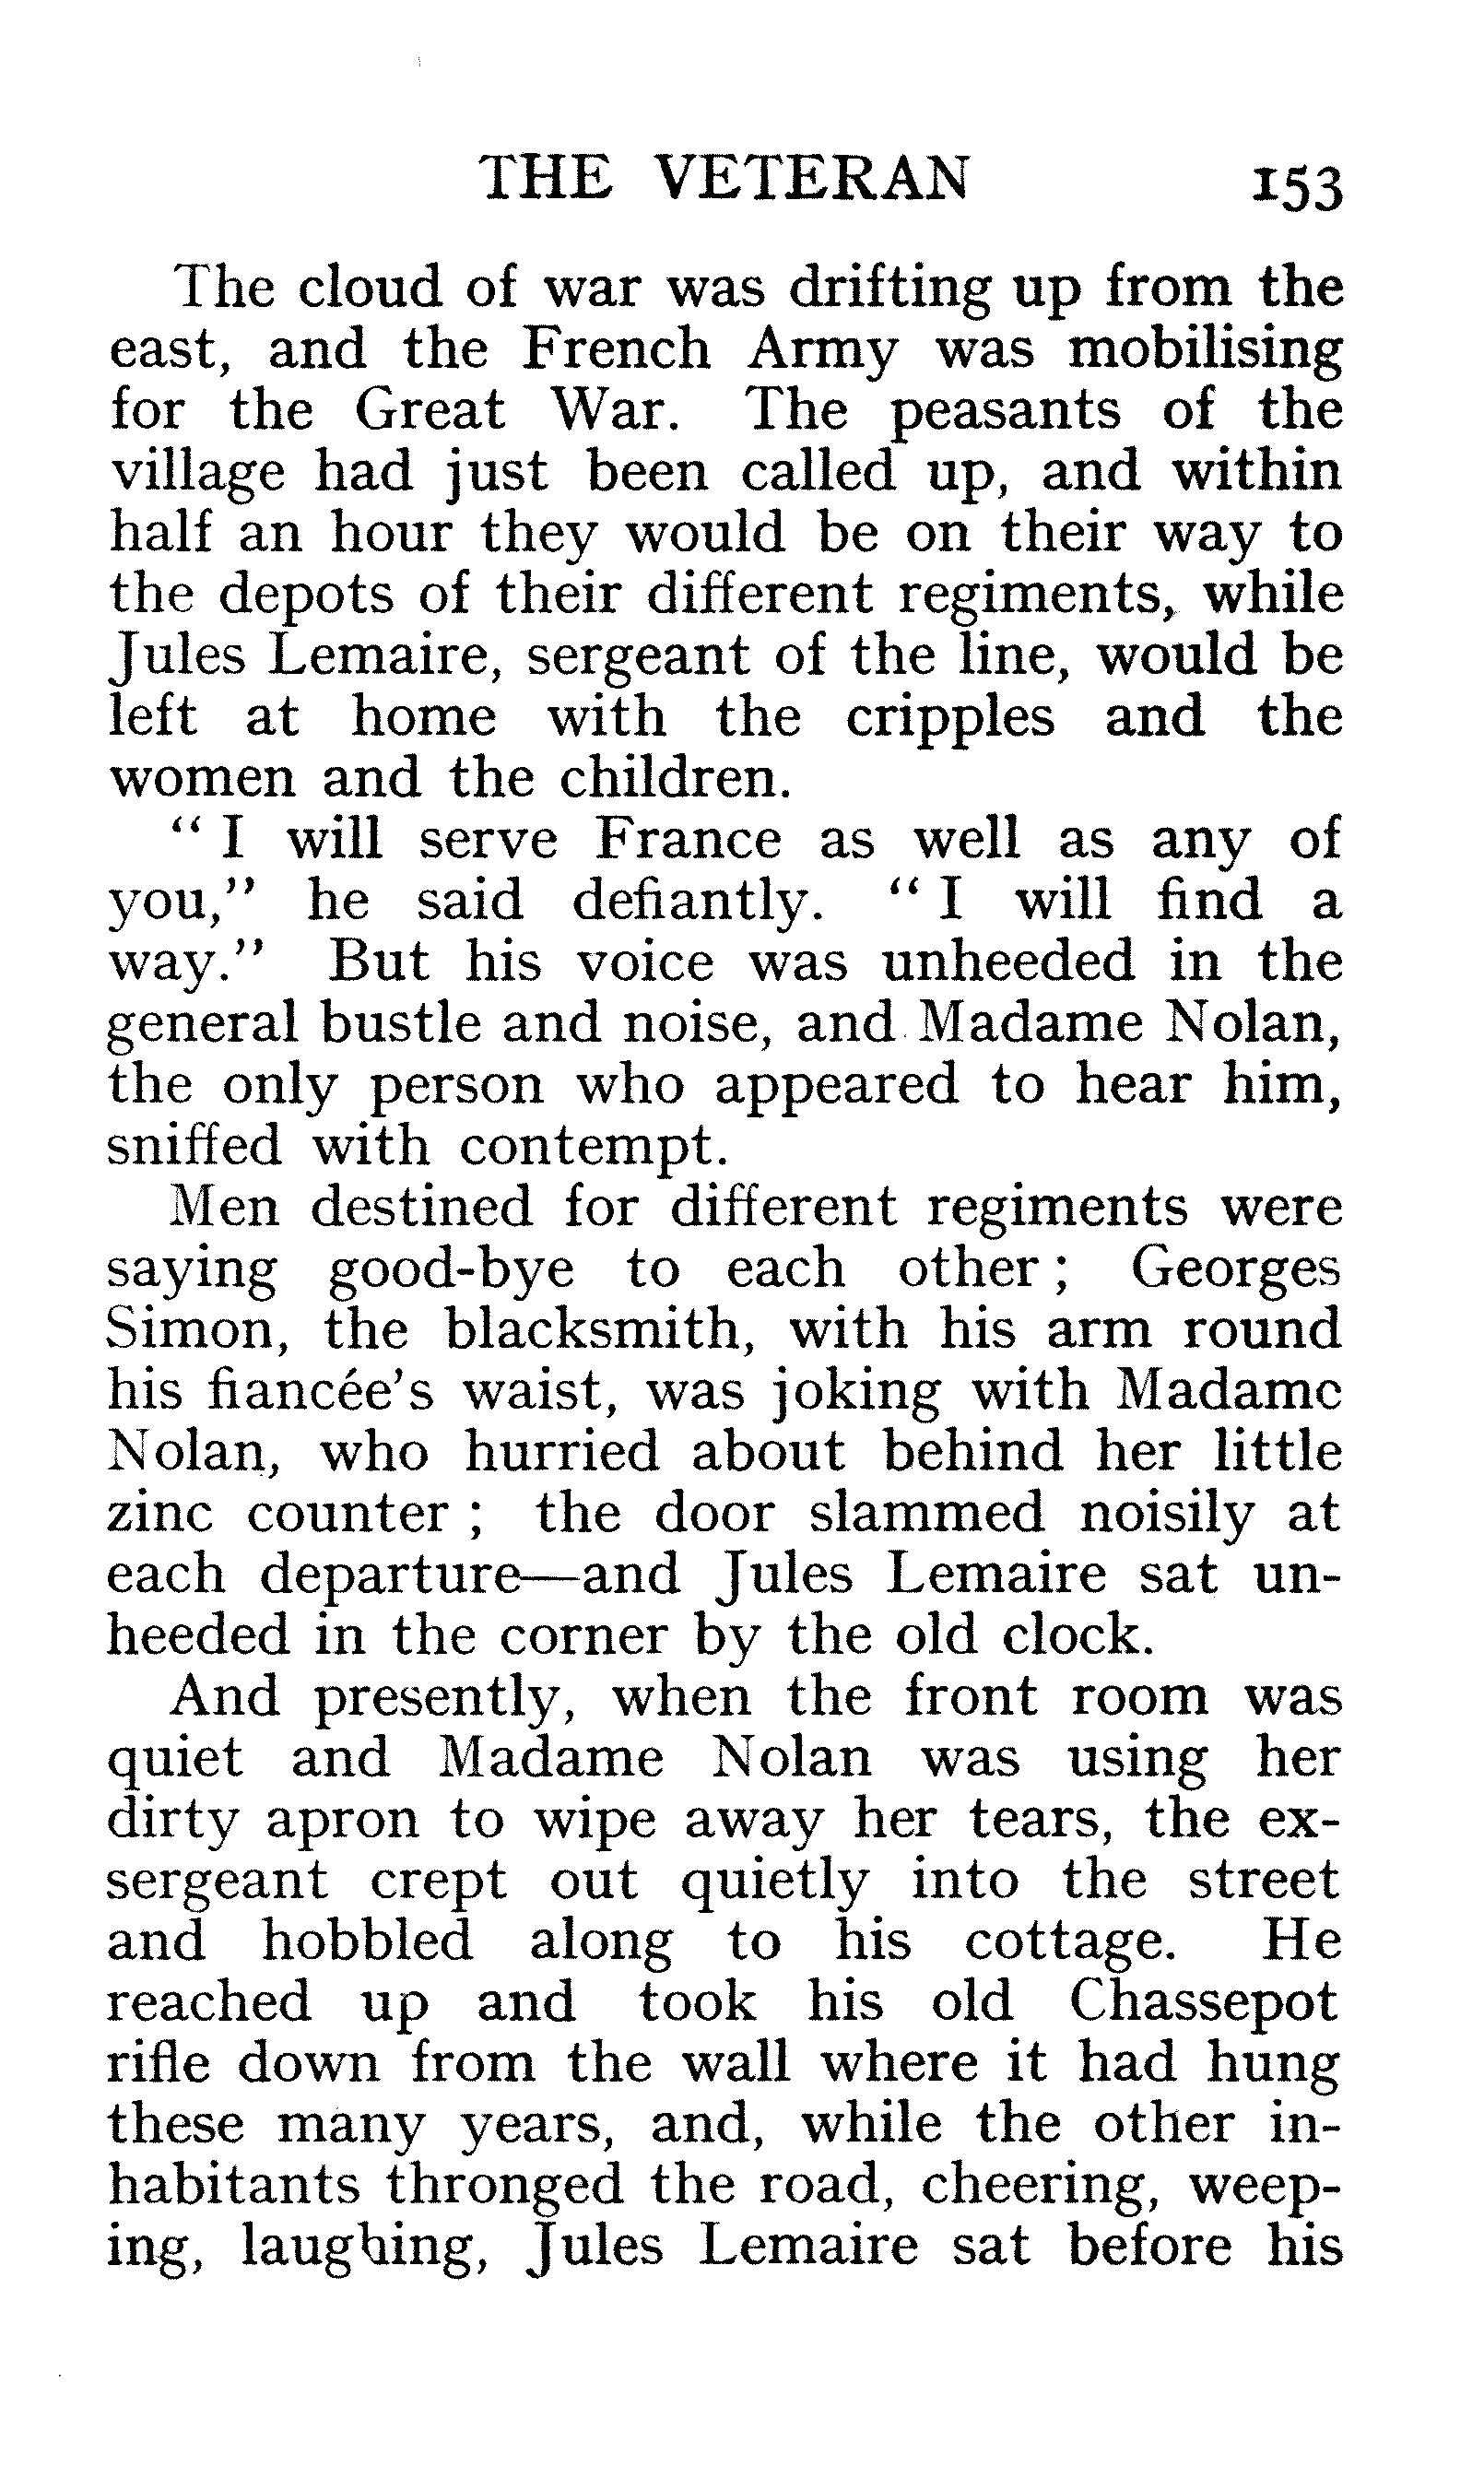 THE VETERAN 153
The cloud of war was drifting up from the
east, and the French Army was mobilising
for the Great War. The peasants of the
village had just been called up, and within
half an hour they would be on their way to
the depots of their different regiments, while
Jules Lemaire, sergeant of the line, would be
left at home with the cripples and the
women and the children.
“ I will serve France as well as any of
you,” he said defiantly. “ I will find a
way.” But his voice was unheeded in the
general bustle and noise, and Madame Nolan,
the only person who appeared to hear him,
sniffed with contempt.
Men destined for different regiments were
saying good-bye to each other ; Georges
Simon, the blacksmith, with his arm round
his fiancée’s waist, was joking with Madame
Nolan, who hurried about behind her little
zinc counter ; the door slammed noisily at
each departure—and Jules Lemaire sat un-
heeded in the corner by the old clock.
And presently, when the front room was
quiet and Madame Nolan was using her
dirty apron to wipe away her tears, the ex-
sergeant crept out quietly into the street
and hobbled along to his cottage. He
reached up and took his old Chassepot
rifle down from the wall where it had hung
these many years, and, while the other in-
habitants thronged the road, cheering, weep-
ing, laughing, Jules Lemaire sat before his